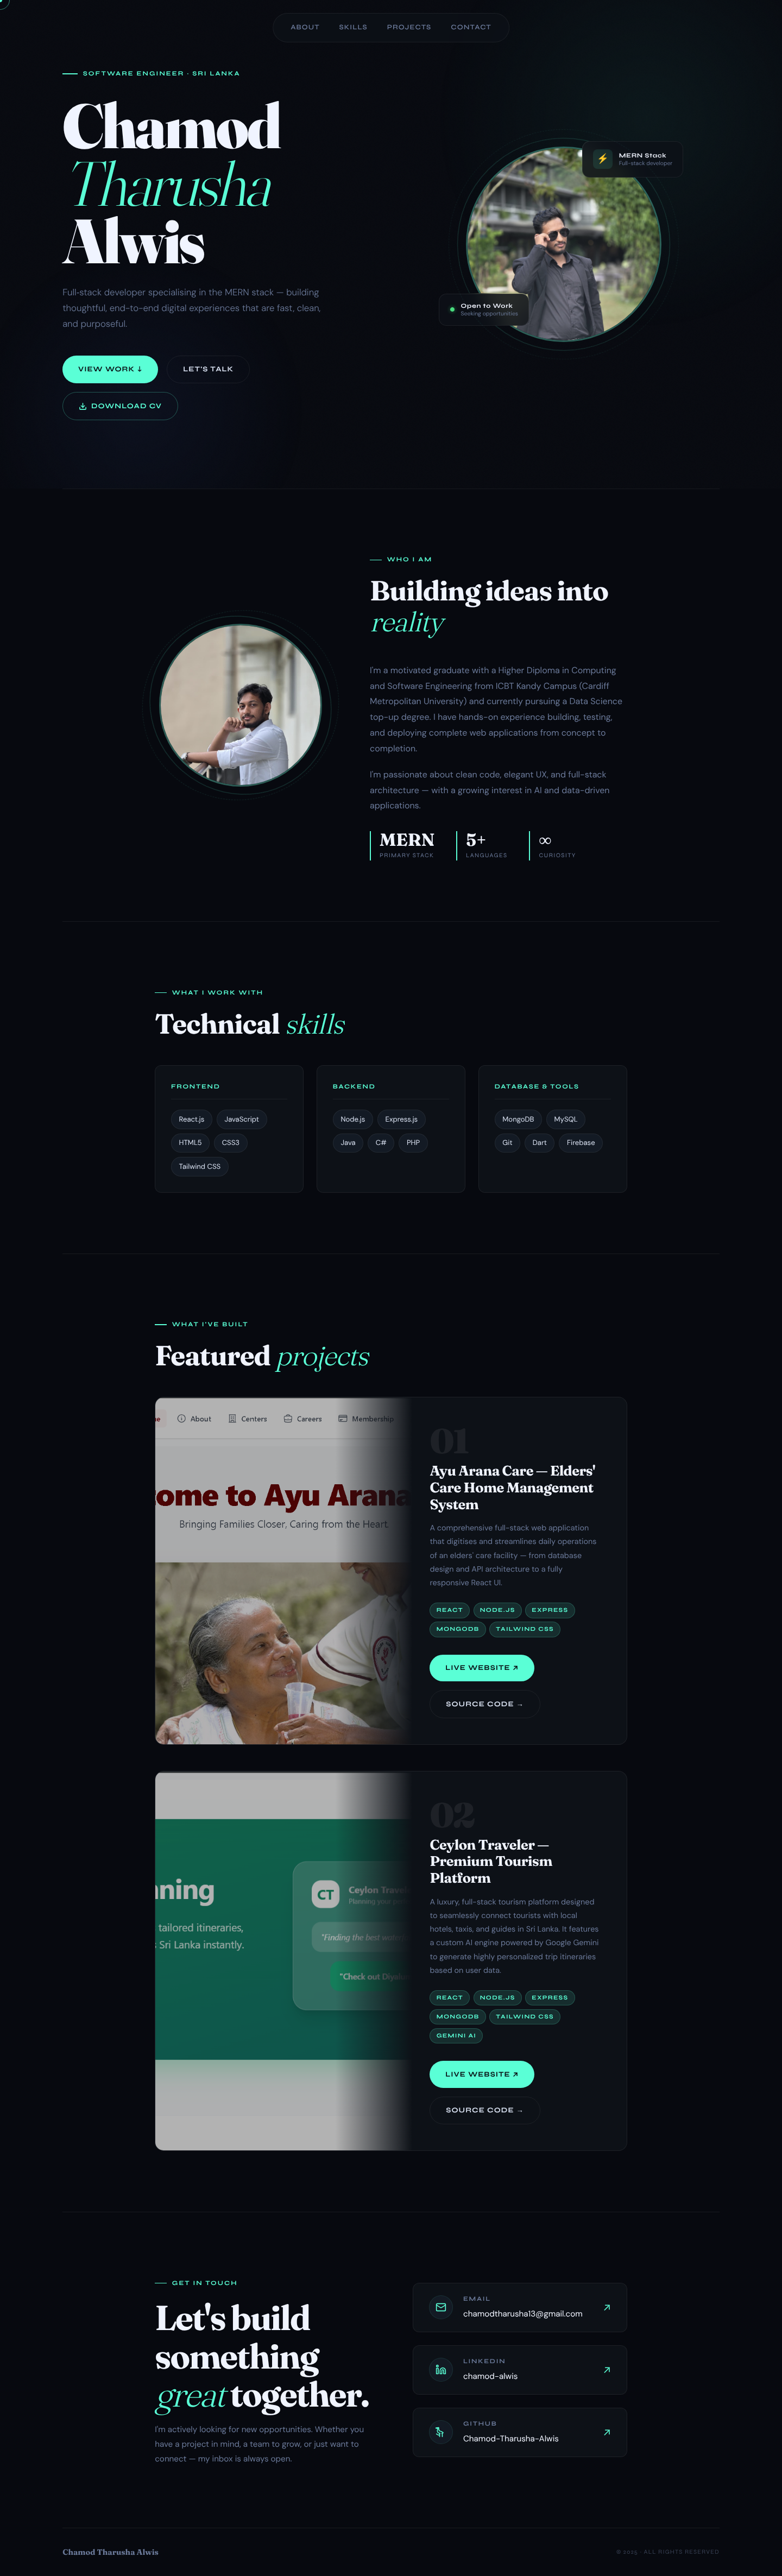 ABOUT SKILLS PROJECTS CONTACT
SOFTWARE ENGINEER · SRI LANKA
Chamod
Tharusha
Alwis
Full-stack developer specialising in the MERN stack — building
thoughtful, end-to-end digital experiences that are fast, clean,
and purposeful.
VIEW WORK ↓ LET'S TALK
DOWNLOAD CV
⚡ MERN Stack
Full-stack developer
Open to Work
Seeking opportunities
WHO I AM
Building ideas into
reality
I'm a motivated graduate with a Higher Diploma in Computing
and Software Engineering from ICBT Kandy Campus (Cardiff
Metropolitan University) and currently pursuing a Data Science
top-up degree. I have hands-on experience building, testing,
and deploying complete web applications from concept to
completion.
I'm passionate about clean code, elegant UX, and full-stack
architecture — with a growing interest in AI and data-driven
applications.
MERN
PRIMARY STACK
5+
LANGUAGES
∞
CURIOSITY
WHAT I WORK WITH
Technical skills
FRONTEND
React.js JavaScript
HTML5 CSS3
Tailwind CSS
BACKEND
Node.js Express.js
Java C# PHP
DATABASE & TOOLS
MongoDB MySQL
Git Dart Firebase
WHAT I'VE BUILT
Featured projects
About Centers Careers Membership
ome to Ayu Arana
Bringing Families Closer, Caring from the Heart
01
Ayu Arana Care — Elders'
Care Home Management
System
A comprehensive full-stack web application
that digitises and streamlines daily operations
of an elders' care facility — from database
design and API architecture to a fully
responsive React UI.
REACT NODE.JS EXPRESS
MONGODB TAILWIND CSS
LIVE WEBSITE ↗
SOURCE CODE →
nning
tailored itineraries,
Sri Lanka instantly.
CT Ceylon Trave
Planning your
"Finding the best
"Check out
02
Ceylon Traveler —
Premium Tourism
Platform
A luxury, full-stack tourism platform designed
to seamlessly connect tourists with local
hotels, taxis, and guides in Sri Lanka. It features
a custom AI engine powered by Google Gemini
to generate highly personalized trip itineraries
based on user data.
REACT NODE.JS EXPRESS
MONGODB TAILWIND CSS
GEMINI AI
LIVE WEBSITE ↗
SOURCE CODE →
GET IN TOUCH
Let's build
something
great together.
I'm actively looking for new opportunities. Whether you
have a project in mind, a team to grow, or just want to
connect — my inbox is always open.
EMAIL
chamodtharusha13@gmail.com
LINKEDIN
chamod-alwis
GITHUB
Chamod-Tharusha-Alwis
Chamod Tharusha Alwis
© 2025 · ALL RIGHTS RESERVED